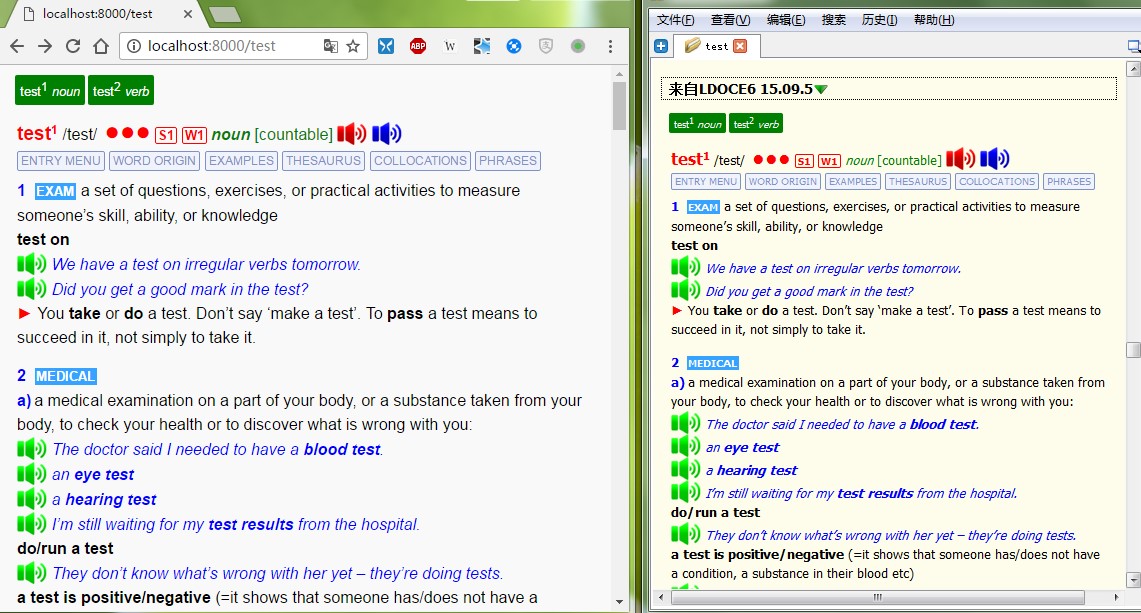 localhost:8000/test
localhost:8000/test
ABP
W
test1 noun
test2 verb
test1 /test/ ●●● S1 W1 noun [countable]
ENTRY MENU WORD ORIGIN EXAMPLES THESAURUS COLLOCATIONS PHRASES
1 EXAM a set of questions, exercises, or practical activities to measure
someone’s skill, ability, or knowledge
test on
We have a test on irregular verbs tomorrow.
Did you get a good mark in the test?
► You take or do a test. Don’t say ‘make a test’. To pass a test means to
succeed in it, not simply to take it.
2 MEDICAL
a) a medical examination on a part of your body, or a substance taken from your
body, to check your health or to discover what is wrong with you:
The doctor said I needed to have a blood test.
an eye test
a hearing test
I’m still waiting for my test results from the hospital.
do/run a test
They don’t know what’s wrong with her yet – they’re doing tests.
a test is positive/negative (=it shows that someone has/does not have a
文件(F) 查看(V) 编辑(E) 搜索 历史(I) 帮助(H)
test
来自LDOCE6 15.09.5
test1 noun
test2 verb
test1 /test/ ●●● S1 W1 noun [countable]
ENTRY MENU WORD ORIGIN EXAMPLES THESAURUS COLLOCATIONS PHRASES
1 EXAM a set of questions, exercises, or practical activities to measure
someone’s skill, ability, or knowledge
test on
We have a test on irregular verbs tomorrow.
Did you get a good mark in the test?
► You take or do a test. Don’t say ‘make a test’. To pass a test means to
succeed in it, not simply to take it.
2 MEDICAL
a) a medical examination on a part of your body, or a substance taken from
your body, to check your health or to discover what is wrong with you:
The doctor said I needed to have a blood test.
an eye test
a hearing test
I’m still waiting for my test results from the hospital.
do/run a test
They don’t know what’s wrong with her yet – they’re doing tests.
a test is positive/negative (=it shows that someone has/does not have
a condition, a substance in their blood etc)